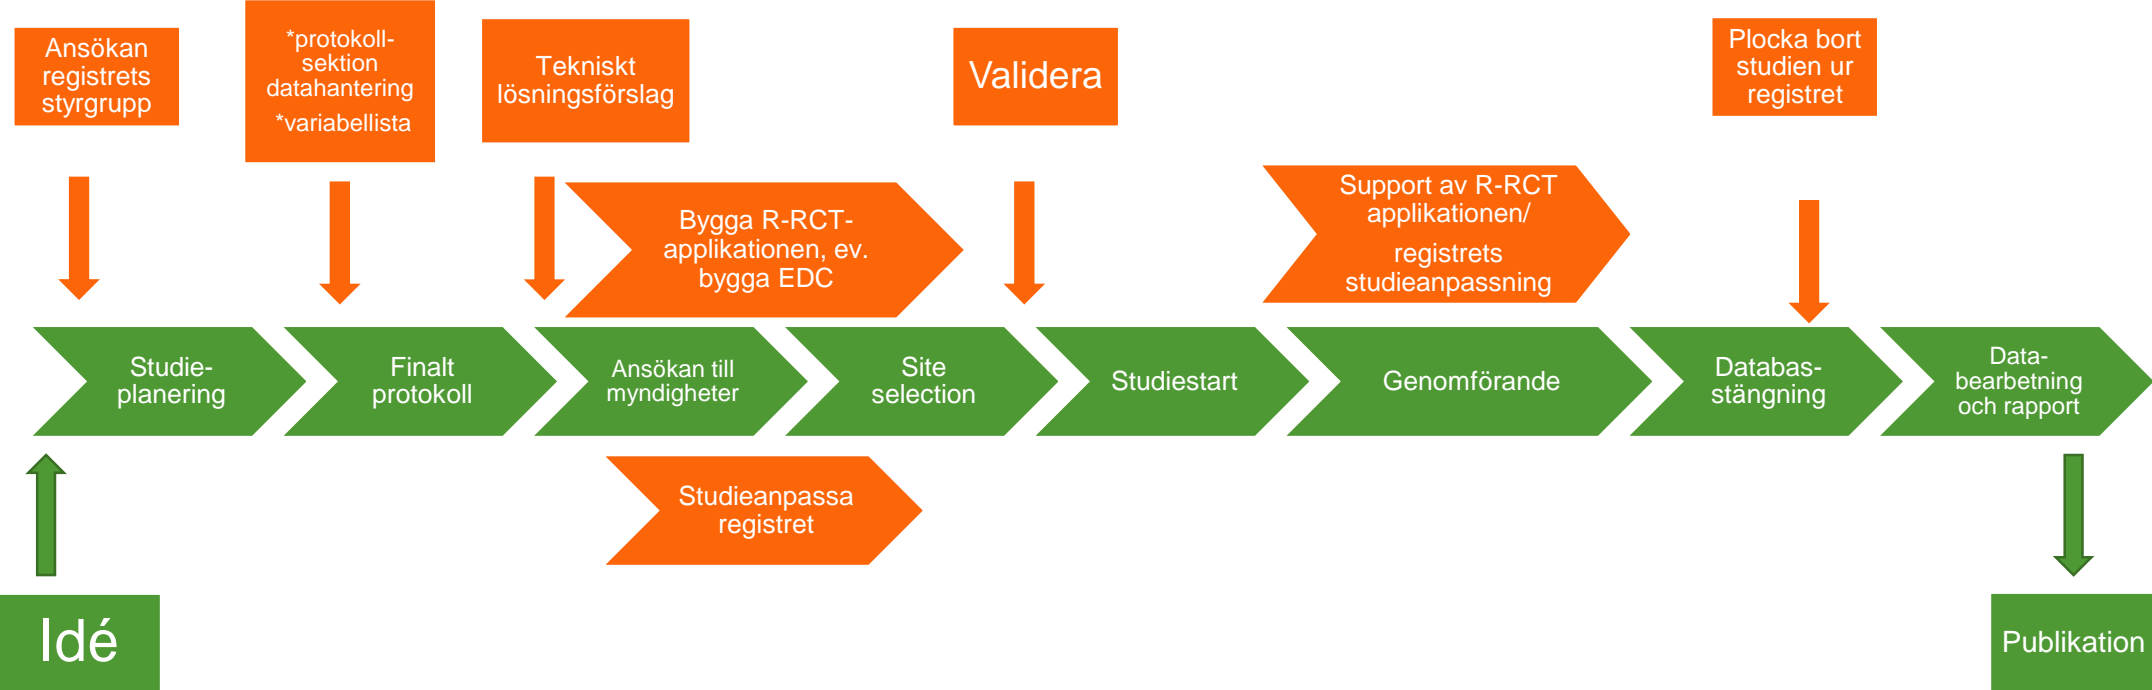 Ansökan
registrets
styrgrupp
*protokoll-
sektion
datahantering
*variabellista
Tekniskt
lösningsförslag
Validera
Plocka bort
studien ur
registret
Bygga R-RCT-
applikationen, ev.
bygga EDC
Support av R-RCT
applikationen/
registrets
studieanpassning
Studie-
planering
Finalt
protokoll
Ansökan till
myndigheter
Site
selection
Studiestart
Genomförande
Databas-
stängning
Data-
bearbetning
och rapport
Studieanpassa
registret
Idé
Publikation